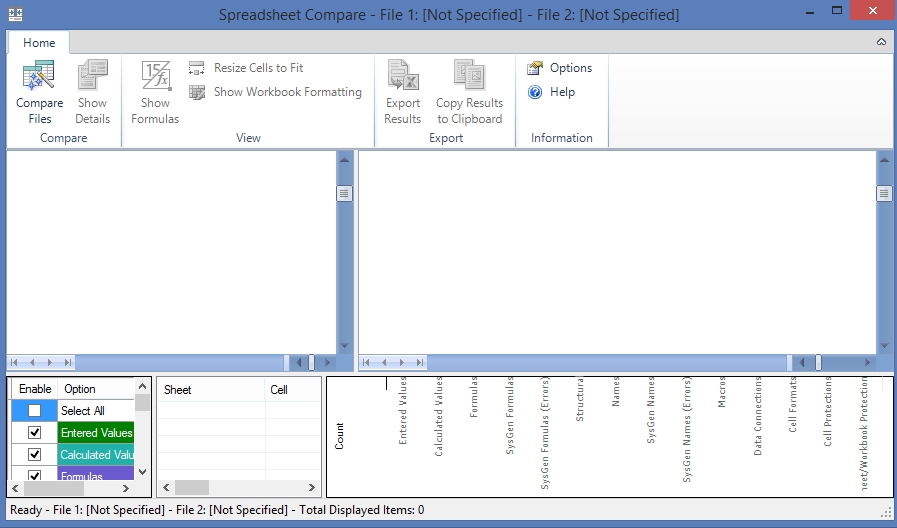 Spreadsheet Compare - File 1: [Not Specified] - File 2: [Not Specified]
Home
Compare Files
Show Details
Compare
Show Formulas
Resize Cells to Fit
Show Workbook Formatting
View
Export Results
Copy Results to Clipboard
Export
Options
Help
Information
Enable Option
Select All
Entered Values
Calculated Valu
Formulas
Sheet Cell
Count
Entered Values
Calculated Values
Formulas
SysGen Formulas
SysGen Fomulas (Errors)
Structural
Names
SysGen Names
SysGen Names (Errors)
Macros
Data Connections
Cell Formats
Cell Protections
heet/Workbook Protection
Ready - File 1: [Not Specified] - File 2: [Not Specified] - Total Displayed Items: 0